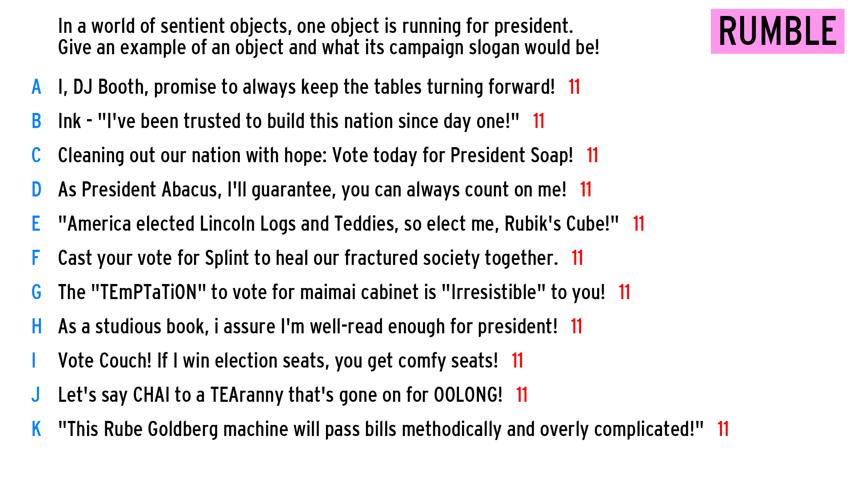 In a world of sentient objects, one object is running for president.
Give an example of an object and what its campaign slogan would be!
RUMBLE
A I, DJ Booth, promise to always keep the tables turning forward! 11
B Ink - "I've been trusted to build this nation since day one!" 11
C Cleaning out our nation with hope: Vote today for President Soap! 11
D As President Abacus, I'll guarantee, you can always count on me! 11
E "America elected Lincoln Logs and Teddies, so elect me, Rubik's Cube!" 11
F Cast your vote for Splint to heal our fractured society together. 11
G The "TEmPTaTiON" to vote for maimai cabinet is "Irresistible" to you! 11
H As a studious book, i assure I'm well-read enough for president! 11
I Vote Couch! If I win election seats, you get comfy seats! 11
J Let's say CHAI to a TEAranny that's gone on for OOLONG! 11
K "This Rube Goldberg machine will pass bills methodically and overly complicated!" 11